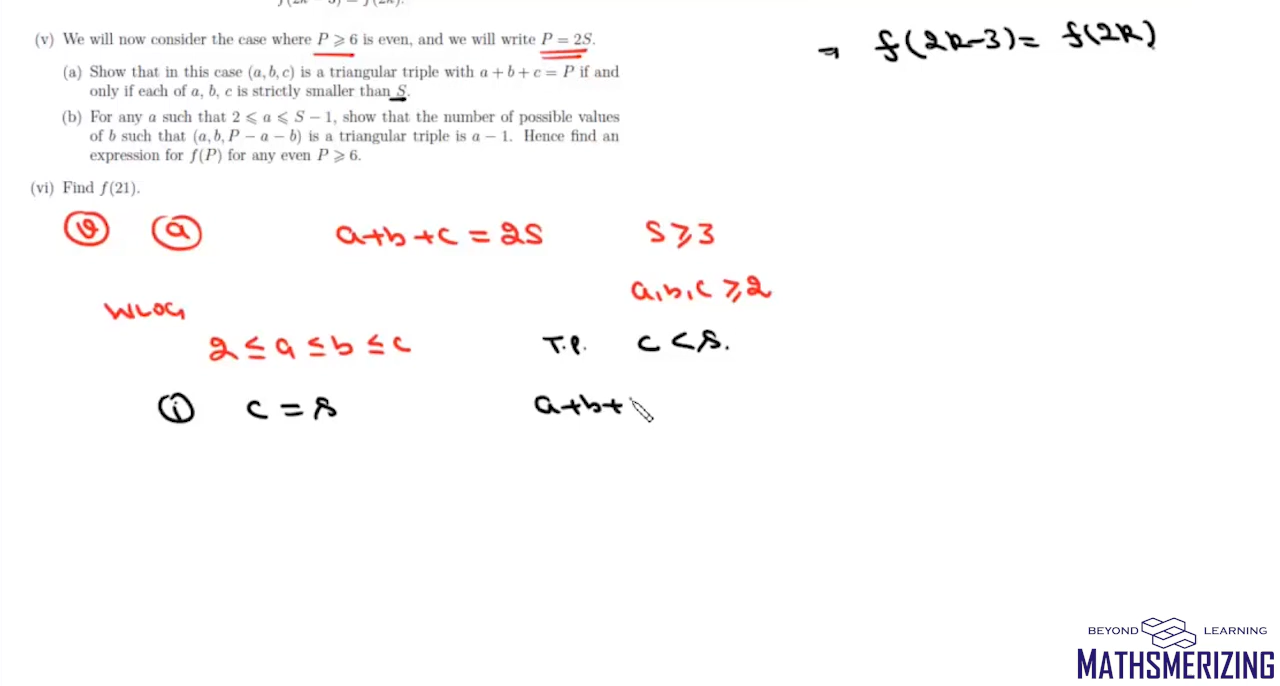 ⇒ f(2k-3) = f(2k)
(v) We will now consider the case where P ⩾ 6 is even, and we will write P = 2S.
(a) Show that in this case (a, b, c) is a triangular triple with a + b + c = P if and
only if each of a, b, c is strictly smaller than S.
(b) For any a such that 2 ⩽ a ⩽ S − 1, show that the number of possible values
of b such that (a, b, P − a − b) is a triangular triple is a − 1. Hence find an
expression for f(P) for any even P ⩾ 6.
(vi) Find f(21).
(v) (a) a+b+c = 2S S ⩾ 3
a, b, c ⩾ 2
WLOG
2 ≤ a ≤ b ≤ c T.P. c < S.
(i) c = S a+b+
BEYOND LEARNING
MATHSMERIZING